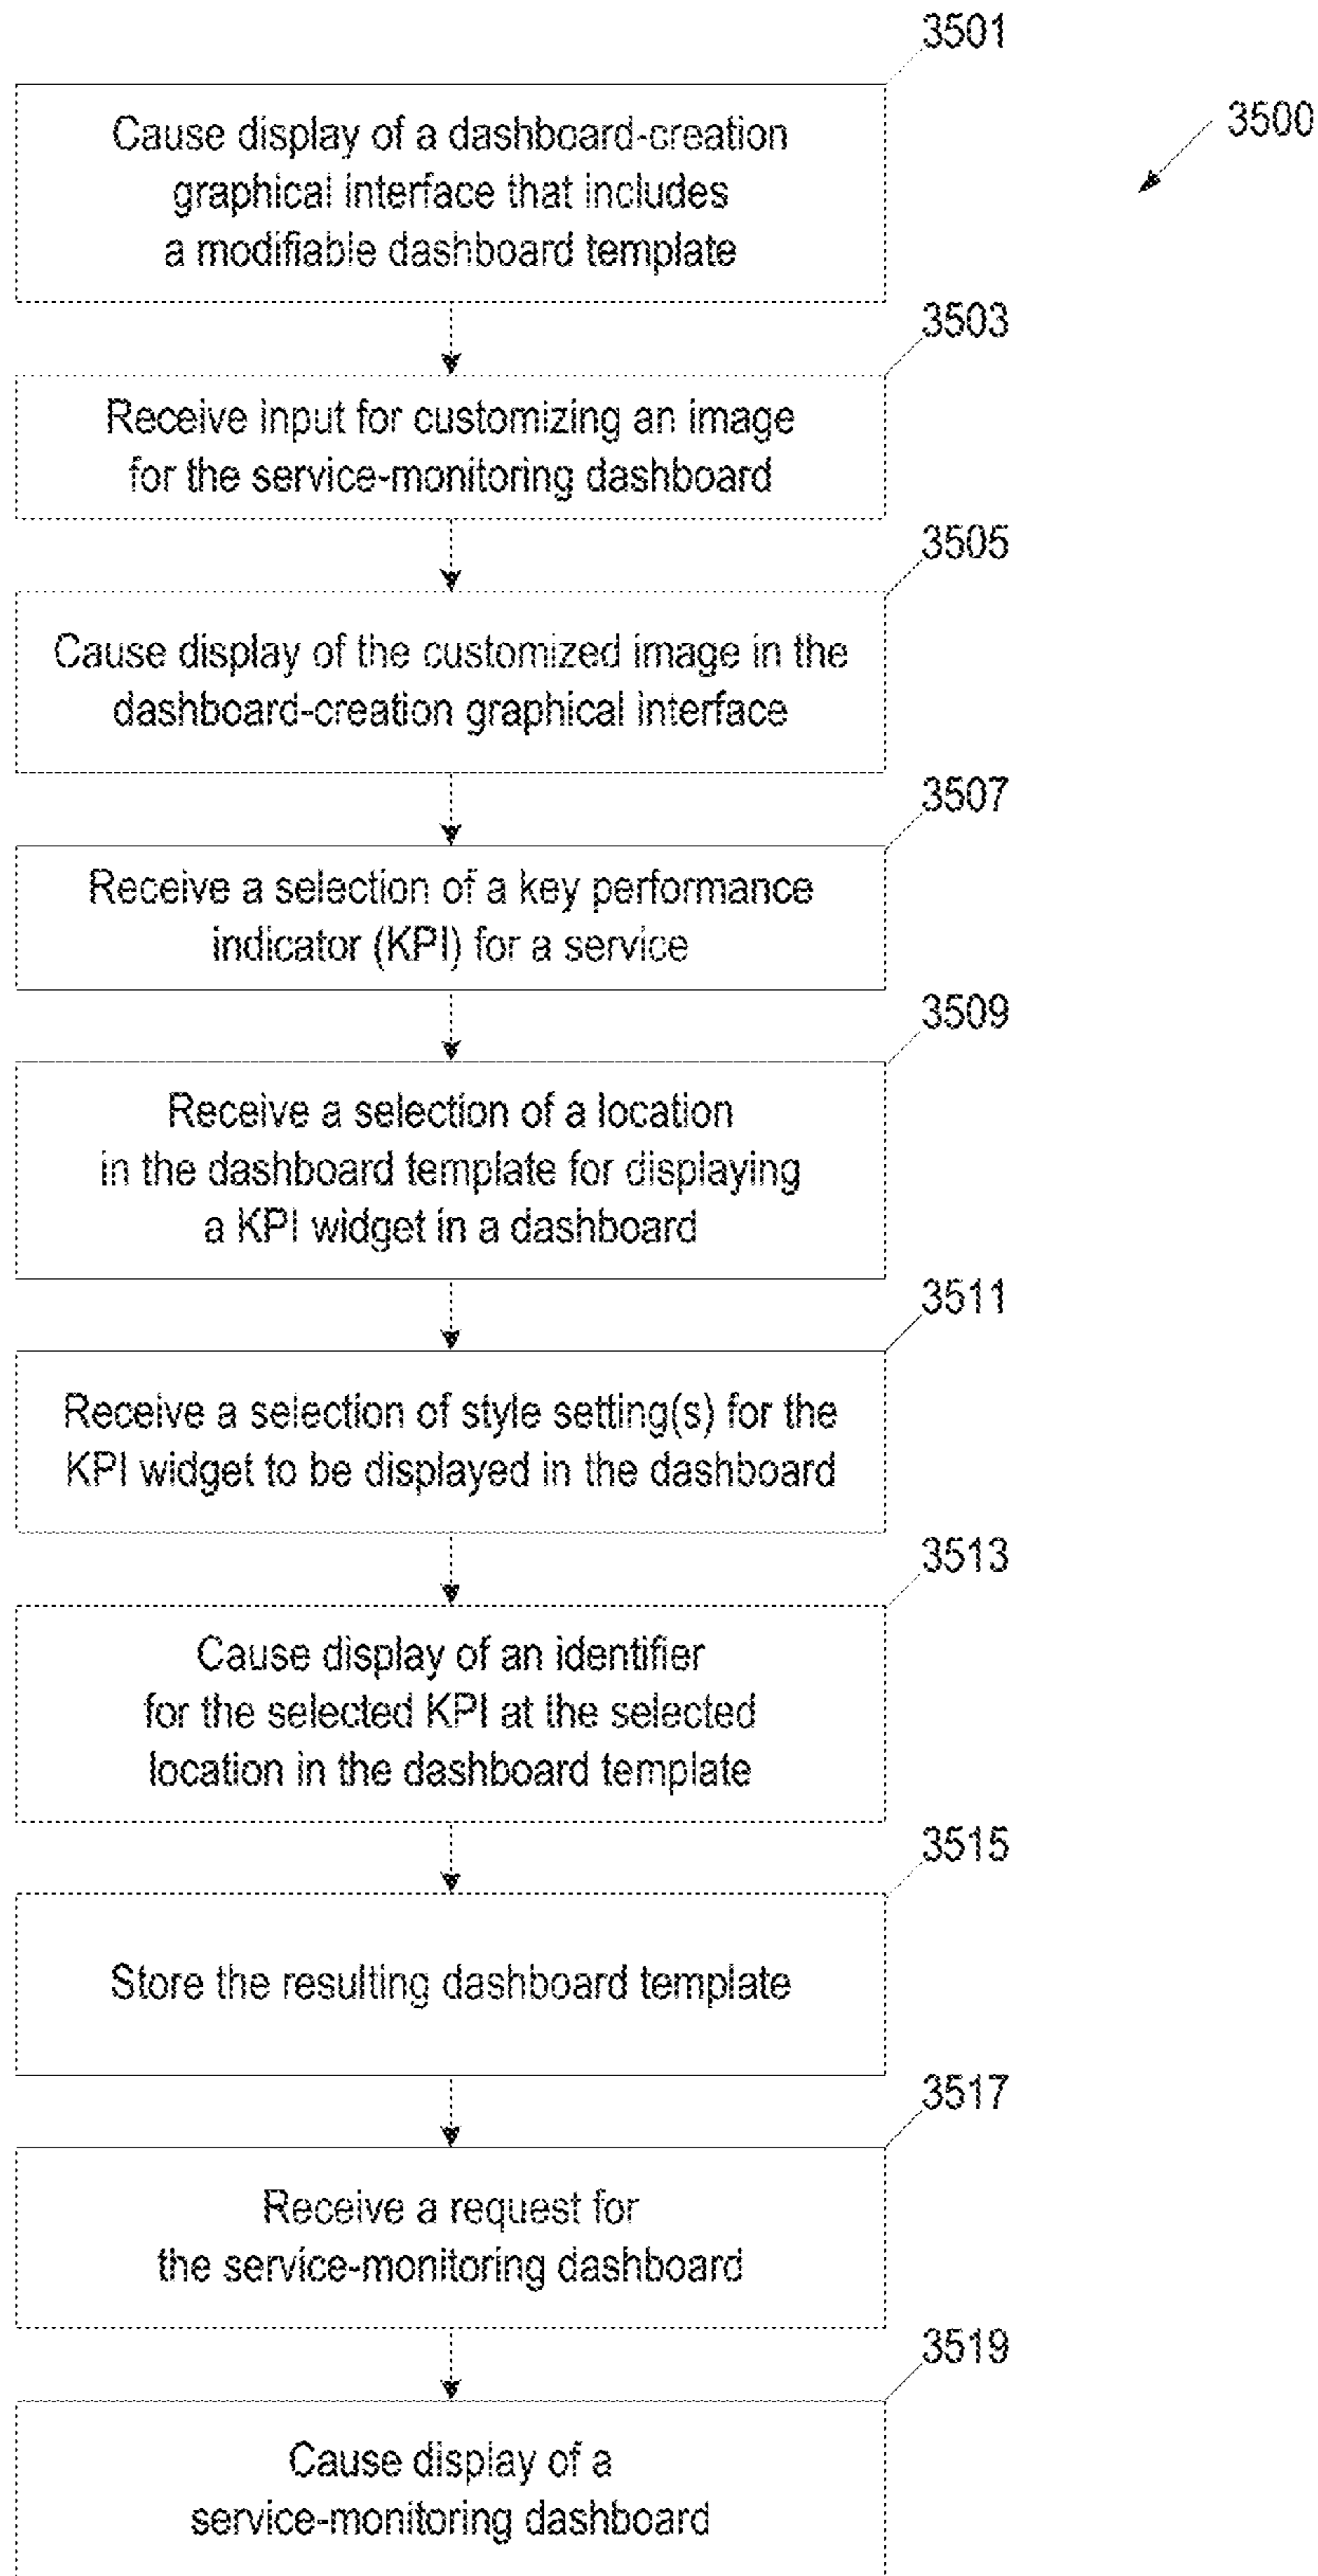 3501
3500
Cause display of a dashboard-creation
graphical interface that includes
a modifiable dashboard template
3503
Receive input for customizing an image
for the service-monitoring dashboard
3505
Cause display of the customized image in the
dashboard-creation graphical interface
3507
Receive a selection of a key performance
indicator (KPI) for a service
3509
Receive a selection of a location
in the dashboard template for displaying
a KPI widget in a dashboard
3511
Receive a selection of style setting(s) for the
KPI widget to be displayed in the dashboard
3513
Cause display of an identifier
for the selected KPI at the selected
location in the dashboard template
3515
Store the resulting dashboard template
3517
Receive a request for
the service-monitoring dashboard
3519
Cause display of a
service-monitoring dashboard